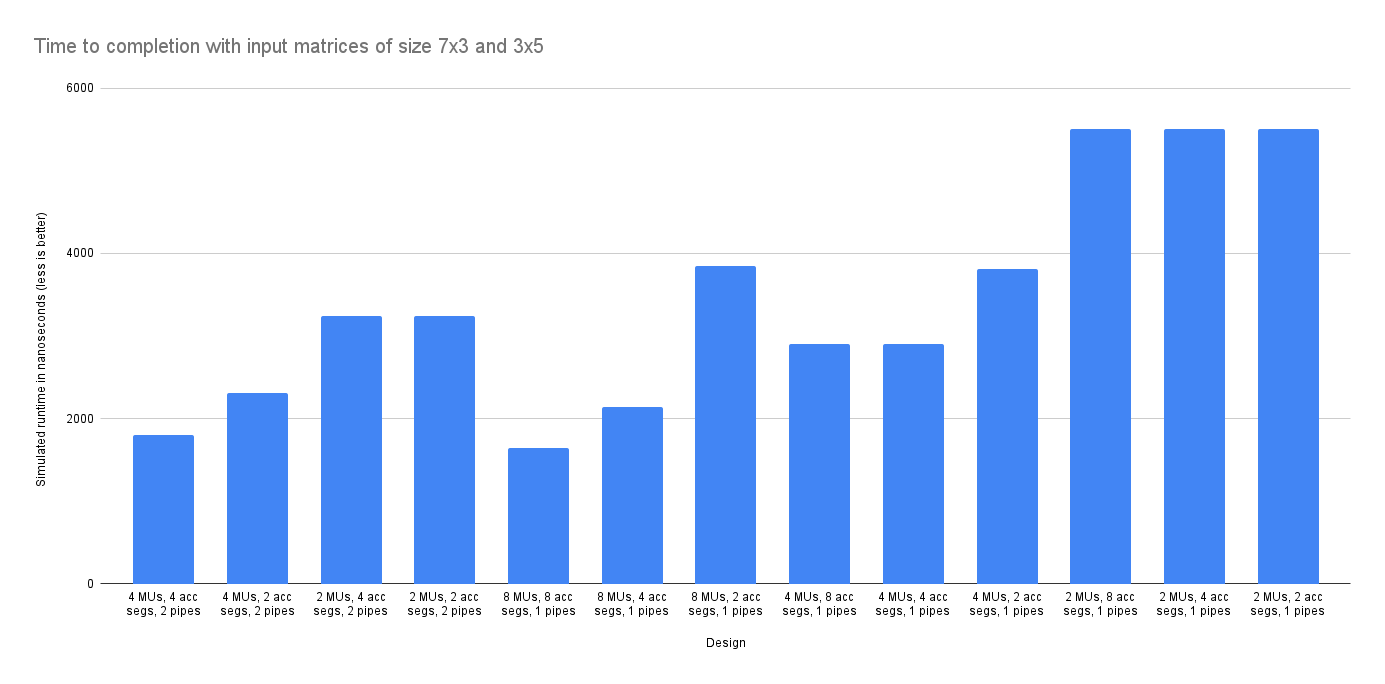 Time to completion with input matrices of size 7x3 and 3x5
Simulated runtime in nanoseconds (less is better)
6000
4000
2000
0
4 MUs, 4 acc
segs, 2 pipes
4 MUs, 2 acc
segs, 2 pipes
2 MUs, 4 acc
segs, 2 pipes
2 MUs, 2 acc
segs, 2 pipes
8 MUs, 8 acc
segs, 1 pipes
8 MUs, 4 acc
segs, 1 pipes
8 MUs, 2 acc
segs, 1 pipes
4 MUs, 8 acc
segs, 1 pipes
4 MUs, 4 acc
segs, 1 pipes
4 MUs, 2 acc
segs, 1 pipes
2 MUs, 8 acc
segs, 1 pipes
2 MUs, 4 acc
segs, 1 pipes
2 MUs, 2 acc
segs, 1 pipes
Design